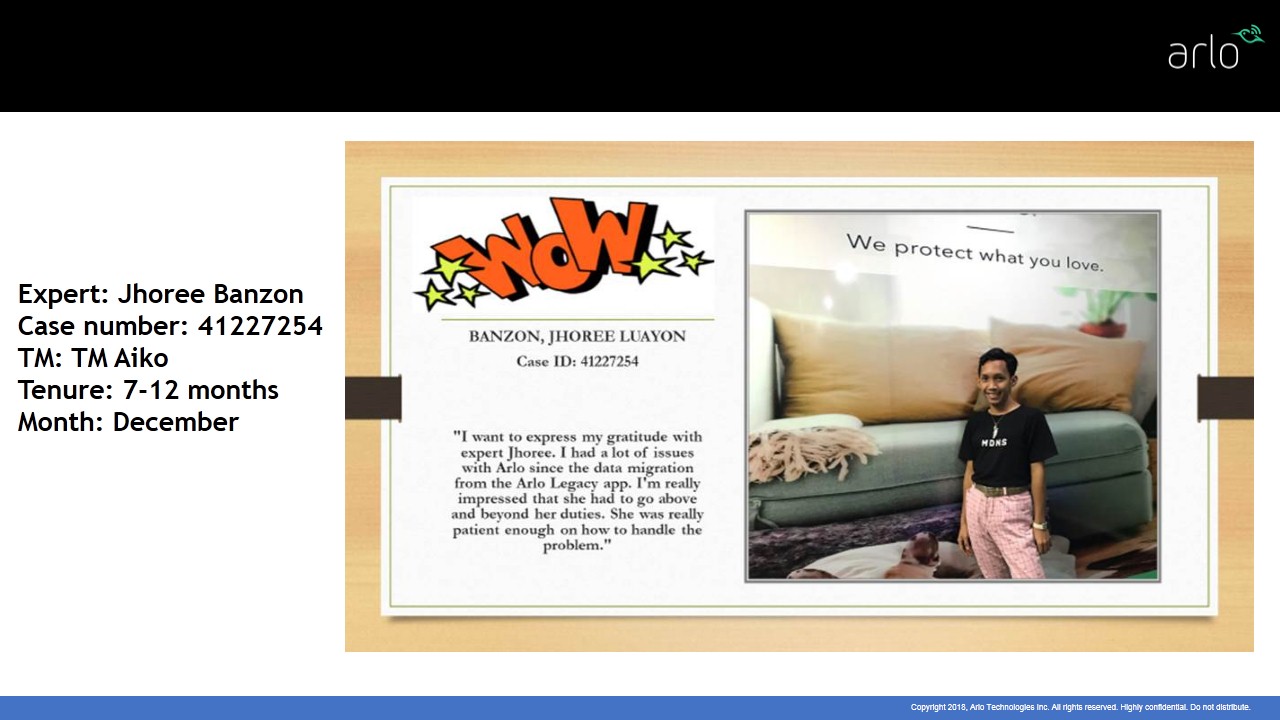 arlo
Expert: Jhoree Banzon
Case number: 41227254
TM: TM Aiko
Tenure: 7-12 months
Month: December
WOW
BANZON, JHOREE LUAYON
Case ID: 41227254
"I want to express my gratitude with
expert Jhoree. I had a lot of issues
with Arlo since the data migration
from the Arlo Legacy app. I'm really
impressed that she had to go above
and beyond her duties. She was really
patient enough on how to handle the
problem."
We protect what you love.
MDNS
Copyright 2018, Arlo Technologies Inc. All rights reserved. Highly confidential. Do not distribute.